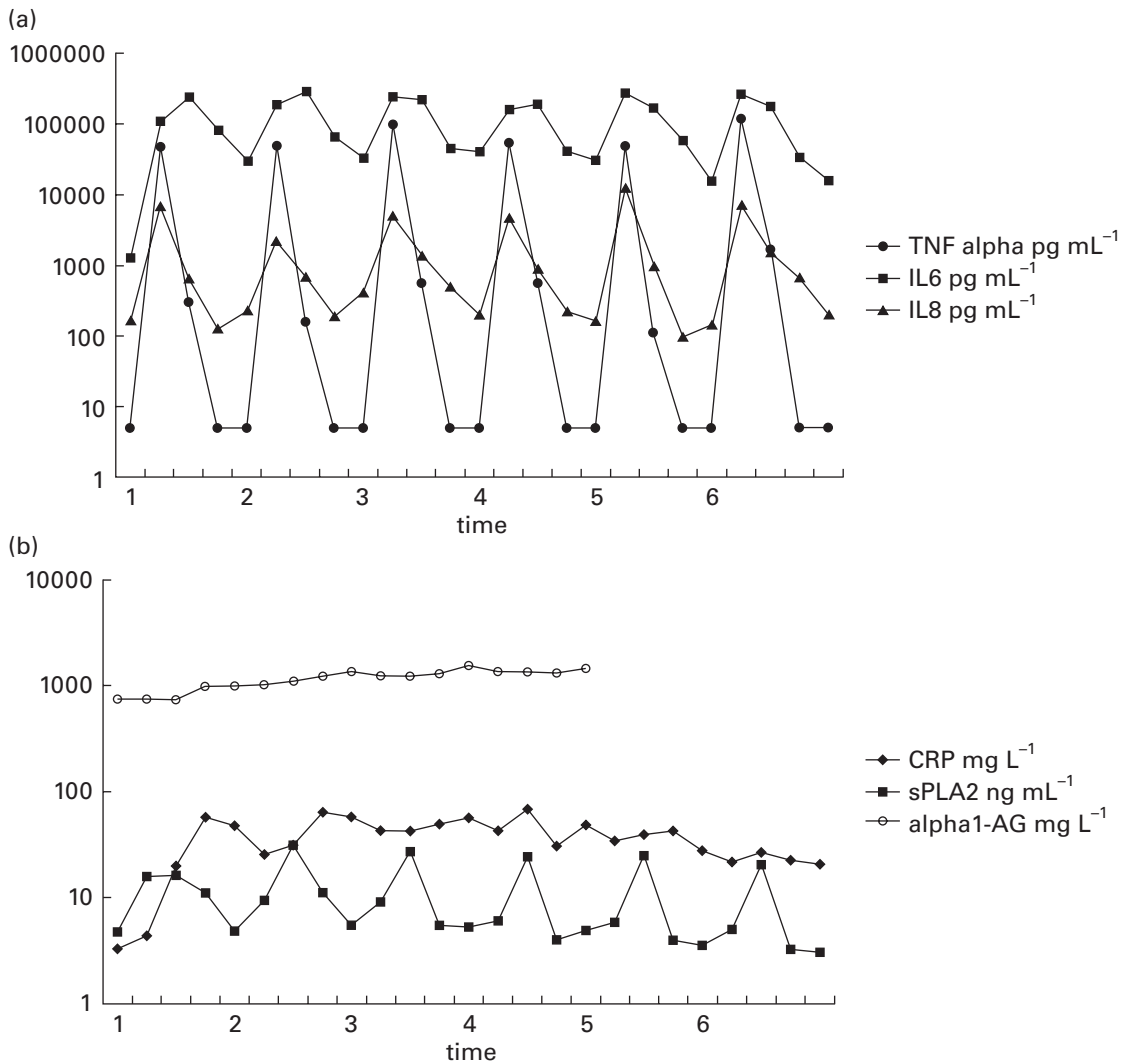 (a)
1000000
100000
10000
1000
100
10
1
1 2 3 4 5 6
time
TNF alpha pg mL⁻¹
IL6 pg mL⁻¹
IL8 pg mL⁻¹
(b)
10000
1000
100
10
1
1 2 3 4 5 6
time
CRP mg L⁻¹
sPLA2 ng mL⁻¹
alpha1-AG mg L⁻¹